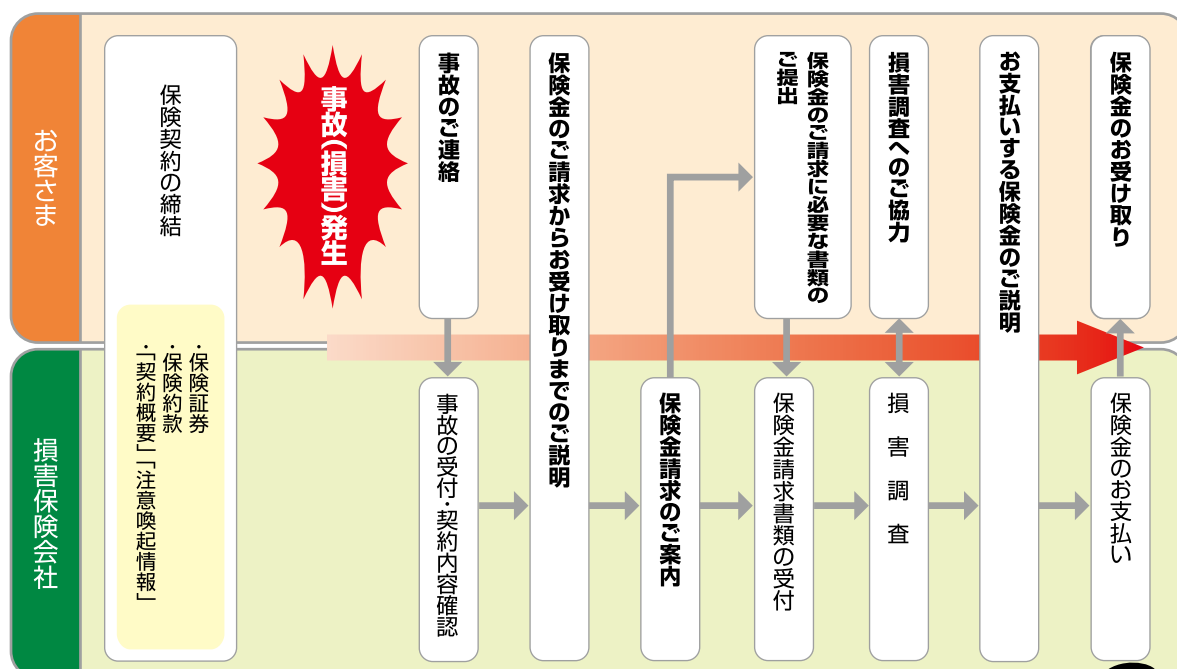 お客さま
保険契約の締結
・保険証券
・保険約款
・「契約概要」「注意喚起情報」
事故(損害)発生
事故のご連絡
保険金のご請求からお受け取りまでのご説明
保険金のご請求に必要な書類の
ご提出
損害調査へのご協力
お支払いする保険金のご説明
保険金のお受け取り
損害保険会社
事故の受付・契約内容確認
保険金請求のご案内
保険金請求書類の受付
損害調査
保険金のお支払い